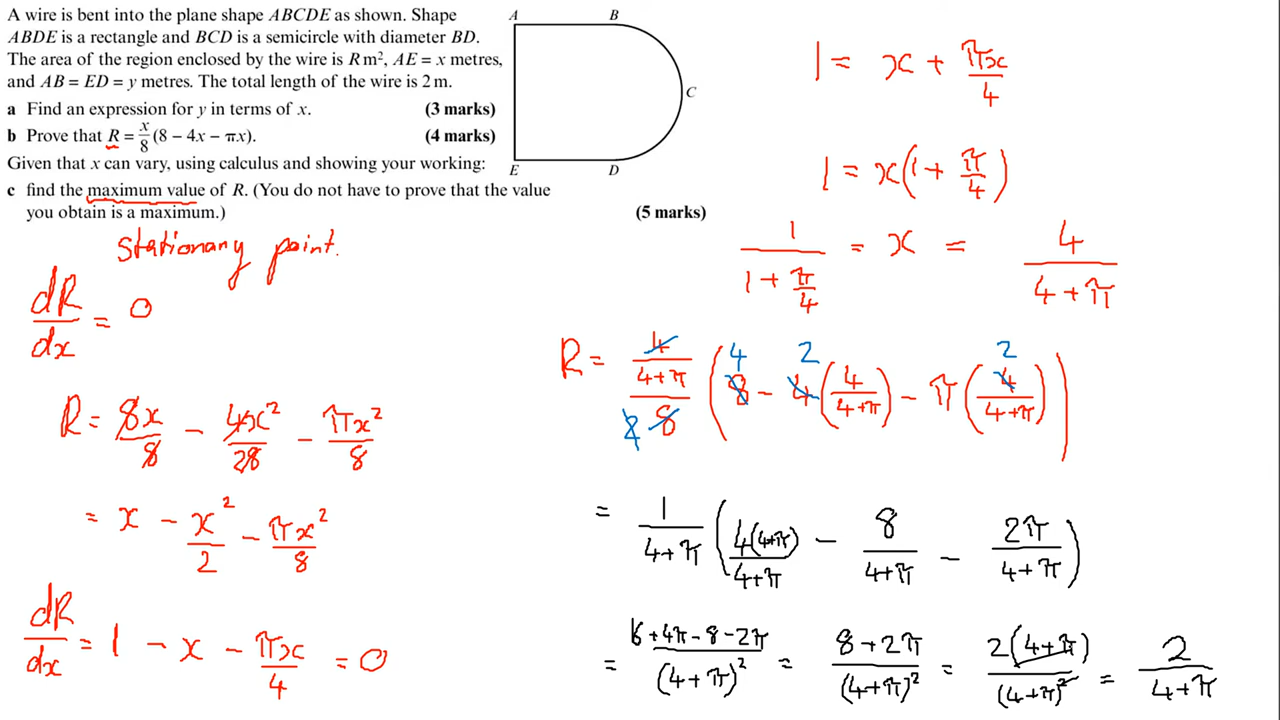 A wire is bent into the plane shape ABCDE as shown. Shape
ABDE is a rectangle and BCD is a semicircle with diameter BD.
The area of the region enclosed by the wire is R m², AE = x metres,
and AB = ED = y metres. The total length of the wire is 2 m.
a Find an expression for y in terms of x. (3 marks)
b Prove that R = x/8 (8 − 4x − πx). (4 marks)
Given that x can vary, using calculus and showing your working:
c find the maximum value of R. (You do not have to prove that the value
you obtain is a maximum.) (5 marks)
A B
C
E D
stationary point.
dR/dx = 0
R = 8x/8 − 4x²/28 − πx²/8
= x − x²/2 − πx²/8
dR/dx = 1 − x − πx/4 = 0
1 = x + πx/4
1 = x(1 + π/4)
1/(1 + π/4) = x = 4/(4+π)
R = (4/(4+π))/(2 8) (4 8 − 2 4(4/(4+π)) − π(2 4/(4+π)))
= 1/(4+π) (4(4+π)/(4+π) − 8/(4+π) − 2π/(4+π))
= (16+4π−8−2π)/(4+π)² = (8+2π)/(4+π)² = 2(4+π)/(4+π)² = 2/(4+π)